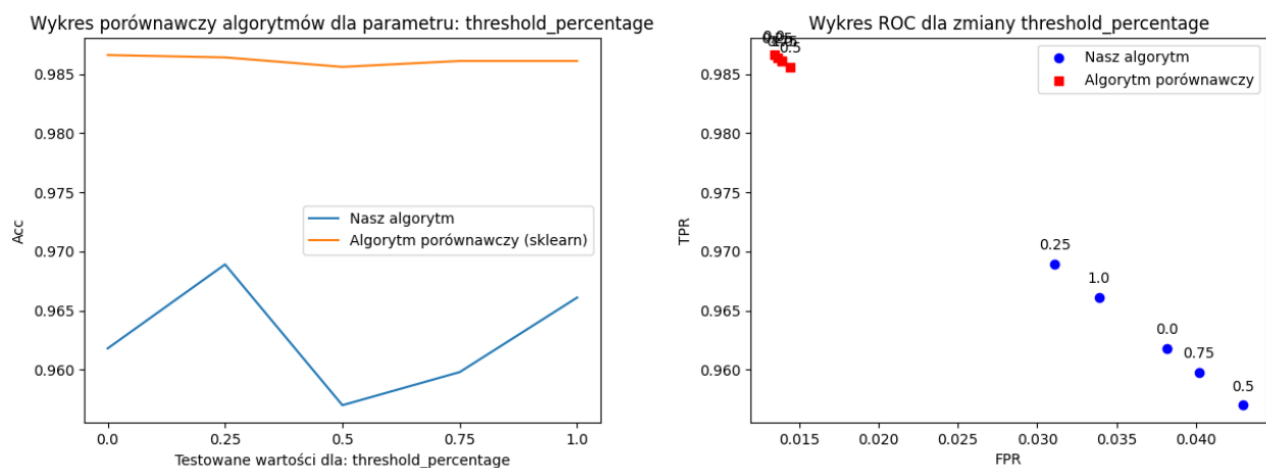 Wykres porównawczy algorytmów dla parametru: threshold_percentage
0.985
0.980
0.975
0.970
0.965
0.960
Acc
Nasz algorytm
Algorytm porównawczy (sklearn)
0.0
0.25
0.5
0.75
1.0
Testowane wartości dla: threshold_percentage
Wykres ROC dla zmiany threshold_percentage
0.5
Nasz algorytm
Algorytm porównawczy
0.985
0.980
0.975
0.970
0.965
0.960
TPR
0.25
1.0
0.0
0.75
0.5
0.015
0.020
0.025
0.030
0.035
0.040
FPR